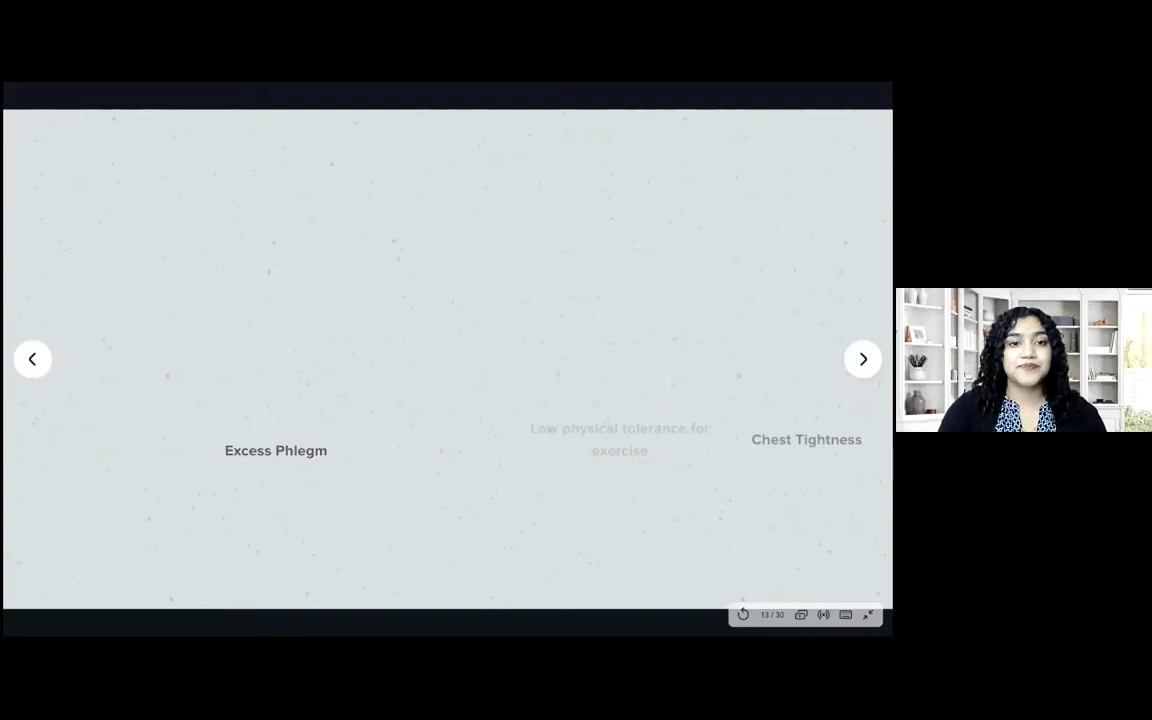 Low physical tolerance for
exercise
Chest Tightness
Excess Phlegm
13 / 30